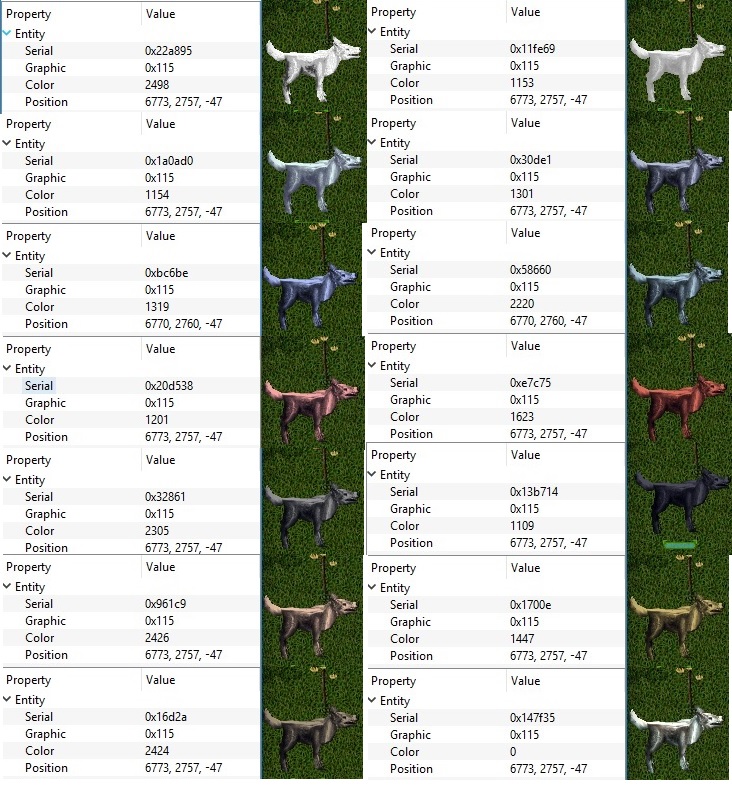 Property Value
Entity
Serial 0x22a895
Graphic 0x115
Color 2498
Position 6773, 2757, -47
Property Value
Entity
Serial 0x11fe69
Graphic 0x115
Color 1153
Position 6773, 2757, -47
Property Value
Entity
Serial 0x1a0ad0
Graphic 0x115
Color 1154
Position 6773, 2757, -47
Property Value
Entity
Serial 0x30de1
Graphic 0x115
Color 1301
Position 6773, 2757, -47
Property Value
Entity
Serial 0xbc6be
Graphic 0x115
Color 1319
Position 6770, 2760, -47
Property Value
Entity
Serial 0x58660
Graphic 0x115
Color 2220
Position 6770, 2760, -47
Property Value
Entity
Serial 0x20d538
Graphic 0x115
Color 1201
Position 6773, 2757, -47
Property Value
Entity
Serial 0xe7c75
Graphic 0x115
Color 1623
Position 6773, 2757, -47
Property Value
Entity
Serial 0x32861
Graphic 0x115
Color 2305
Position 6773, 2757, -47
Property Value
Entity
Serial 0x13b714
Graphic 0x115
Color 1109
Position 6773, 2757, -47
Property Value
Entity
Serial 0x961c9
Graphic 0x115
Color 2426
Position 6773, 2757, -47
Property Value
Entity
Serial 0x1700e
Graphic 0x115
Color 1447
Position 6773, 2757, -47
Property Value
Entity
Serial 0x16d2a
Graphic 0x115
Color 2424
Position 6773, 2757, -47
Property Value
Entity
Serial 0x147f35
Graphic 0x115
Color 0
Position 6773, 2757, -47